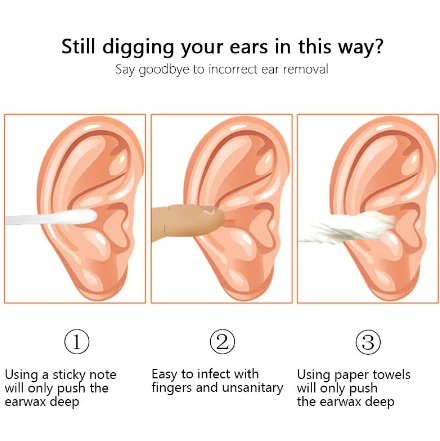 Still digging your ears in this way?
Say goodbye to incorrect ear removal
①
Using a sticky note
will only push the
earwax deep
②
Easy to infect with
fingers and unsanitary
③
Using paper towels
will only push
the earwax deep